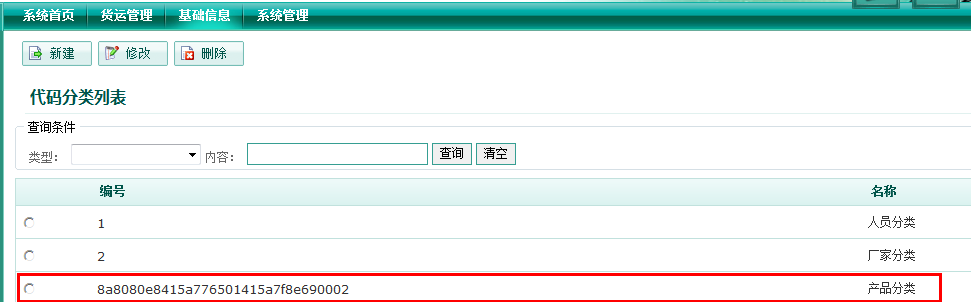 系统首页 货运管理 基础信息 系统管理
新建 修改 删除
代码分类列表
查询条件
类型： 内容： 查询 清空
编号 名称
1 人员分类
2 厂家分类
8a8080e8415a776501415a7f8e690002 产品分类